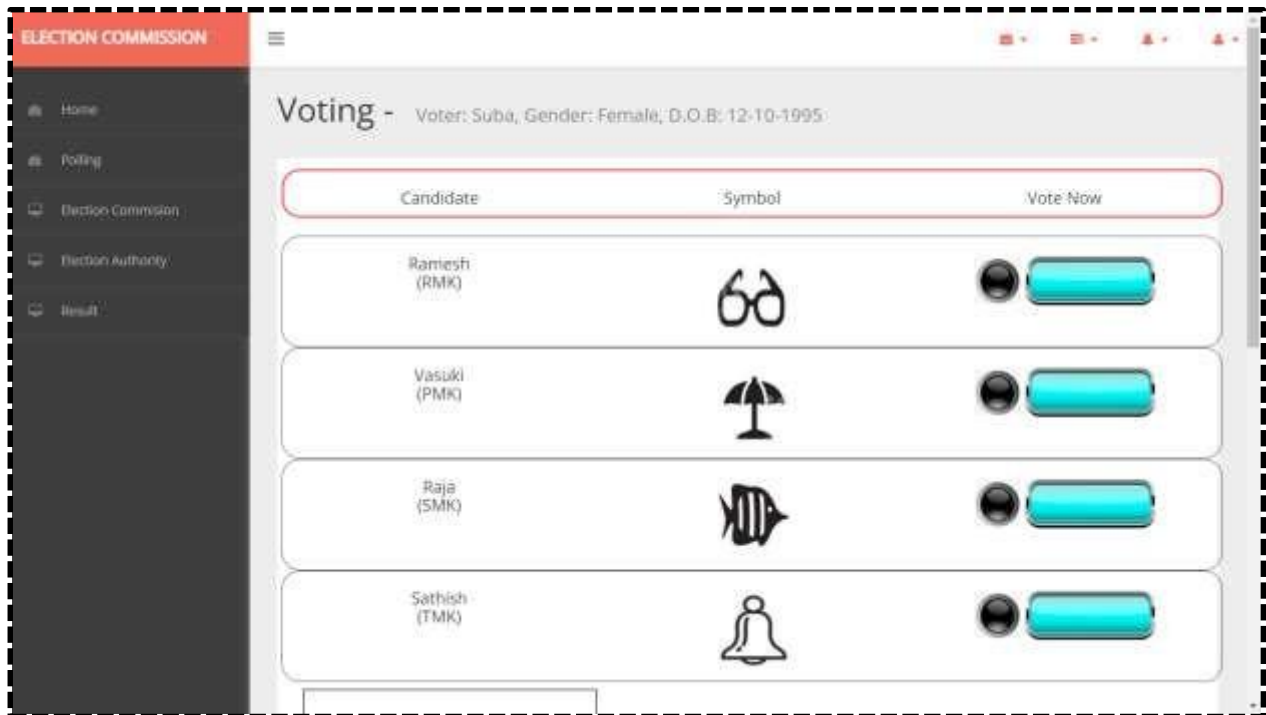 ELECTION COMMISSION
Home
Polling
Election Commision
Election Authority
Result
Voting - Voter: Suba, Gender: Female, D.O.B: 12-10-1995
Candidate Symbol Vote Now
Ramesh
(RMK)
Vasuki
(PMK)
Raja
(SMK)
Sathish
(TMK)